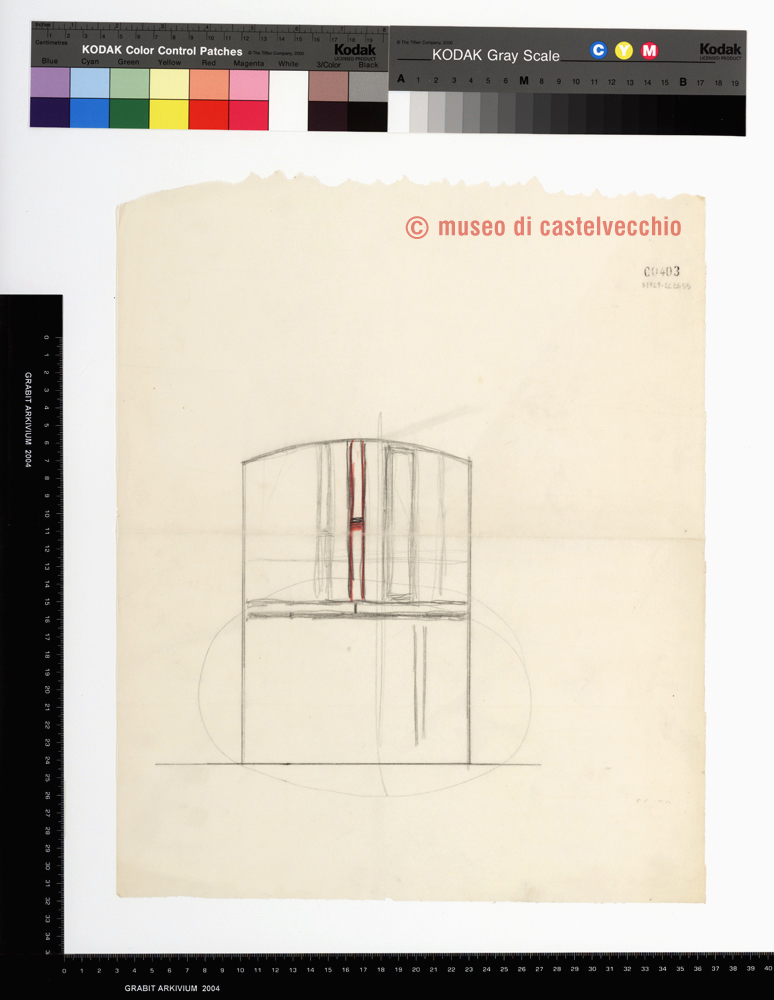 Inches 1 2 3 4 5 6 7 8
Centimetres 1 2 3 4 5 6 7 8 9 10 11 12 13 14 15 16 17 18 19
KODAK Color Control Patches © The Tiffen Company, 2000 Kodak
LICENSED PRODUCT
Blue Cyan Green Yellow Red Magenta White 3/Color Black
© The Tiffen Company, 2000
KODAK Gray Scale C Y M Kodak
LICENSED PRODUCT
A 1 2 3 4 5 6 M 8 9 10 11 12 13 14 15 B 17 18 19
© museo di castelvecchio
00403
0 1 2 3 4 5 6 7 8 9 10 11 12 13 14 15 16 17 18 19 20 21 22 23 24 25 26 27 28 29 30 31 32 33 34
GRABIT ARKIVIUM 2004
0 1 2 3 4 5 6 7 8 9 10 11 12 13 14 15 16 17 18 19 20 21 22 23 24 25 26 27 28 29 30 31 32 33 34 35 36 37 38 39 40
GRABIT ARKIVIUM 2004